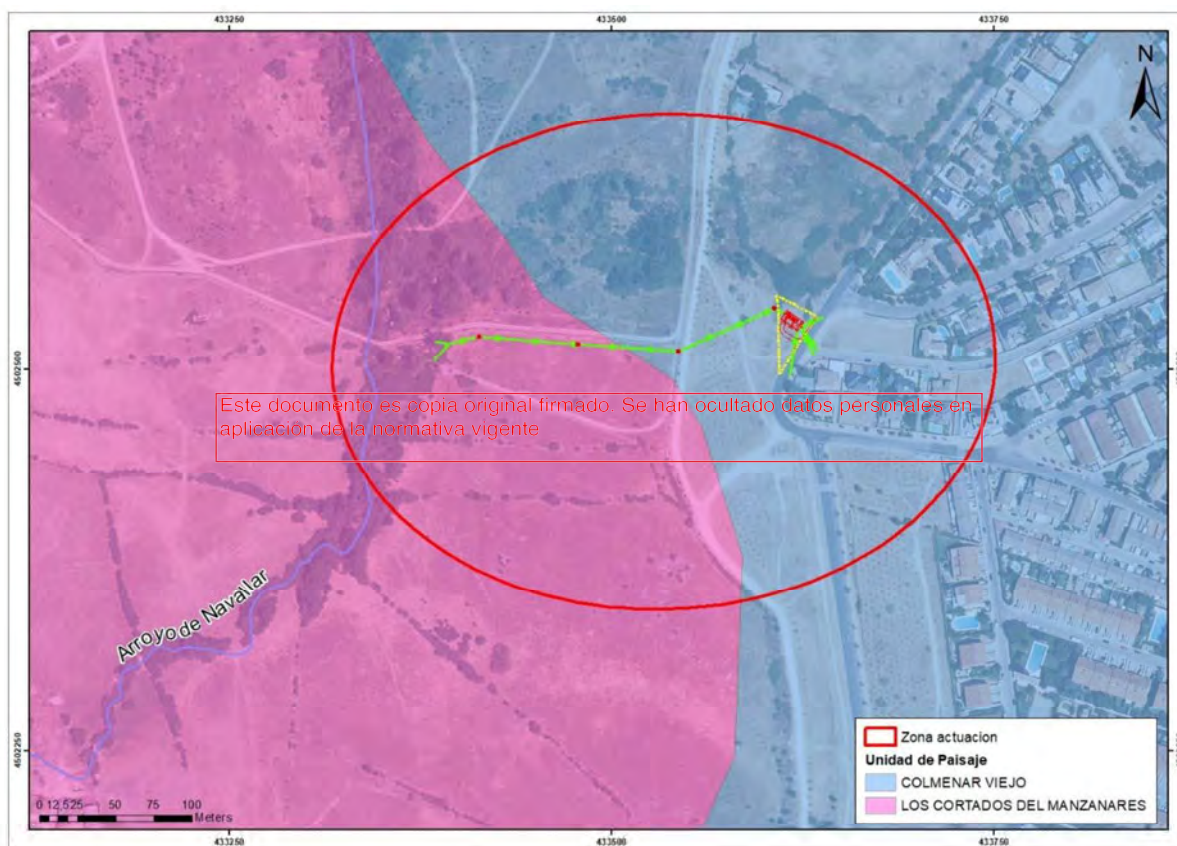 433250
433500
433750
N
4502500
Este documento es copia original firmado. Se han ocultado datos personales en
aplicación de la normativa vigente
Arroyo de Navallar
4502250
Zona actuacion
Unidad de Paisaje
COLMENAR VIEJO
LOS CORTADOS DEL MANZANARES
0 12,525 50 75 100
Meters
433250
433500
433750